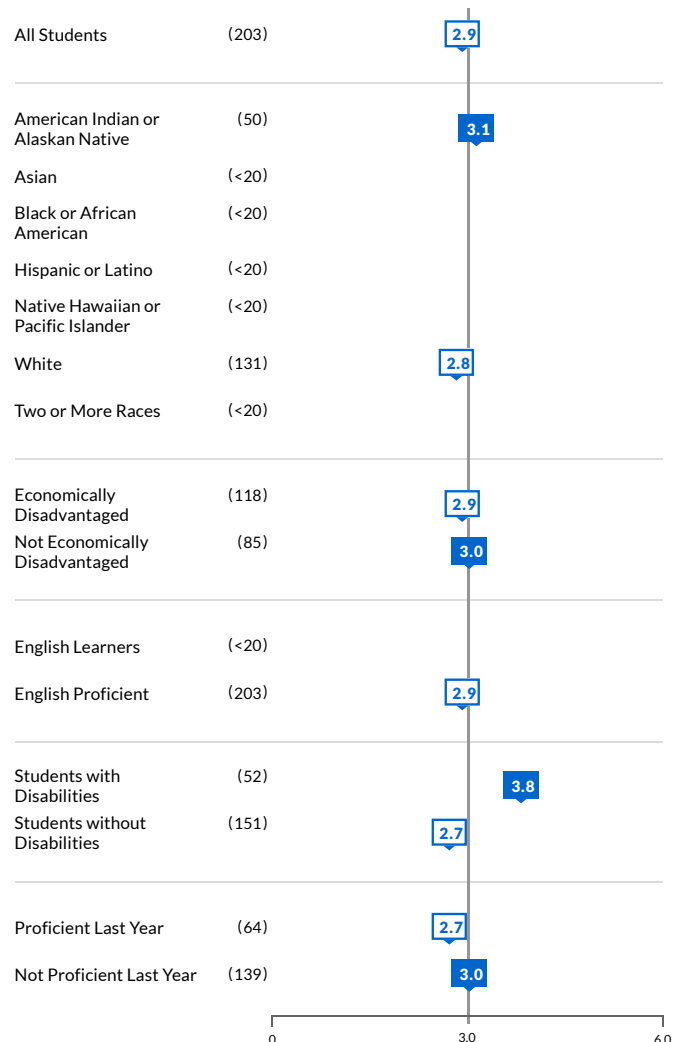 All Students (203) 2.9
American Indian or (50) 3.1
Alaskan Native
Asian (<20)
Black or African (<20)
American
Hispanic or Latino (<20)
Native Hawaiian or (<20)
Pacific Islander
White (131) 2.8
Two or More Races (<20)
Economically (118) 2.9
Disadvantaged
Not Economically (85) 3.0
Disadvantaged
English Learners (<20)
English Proficient (203) 2.9
Students with (52) 3.8
Disabilities
Students without (151) 2.7
Disabilities
Proficient Last Year (64) 2.7
Not Proficient Last Year (139) 3.0
0 3.0 6.0